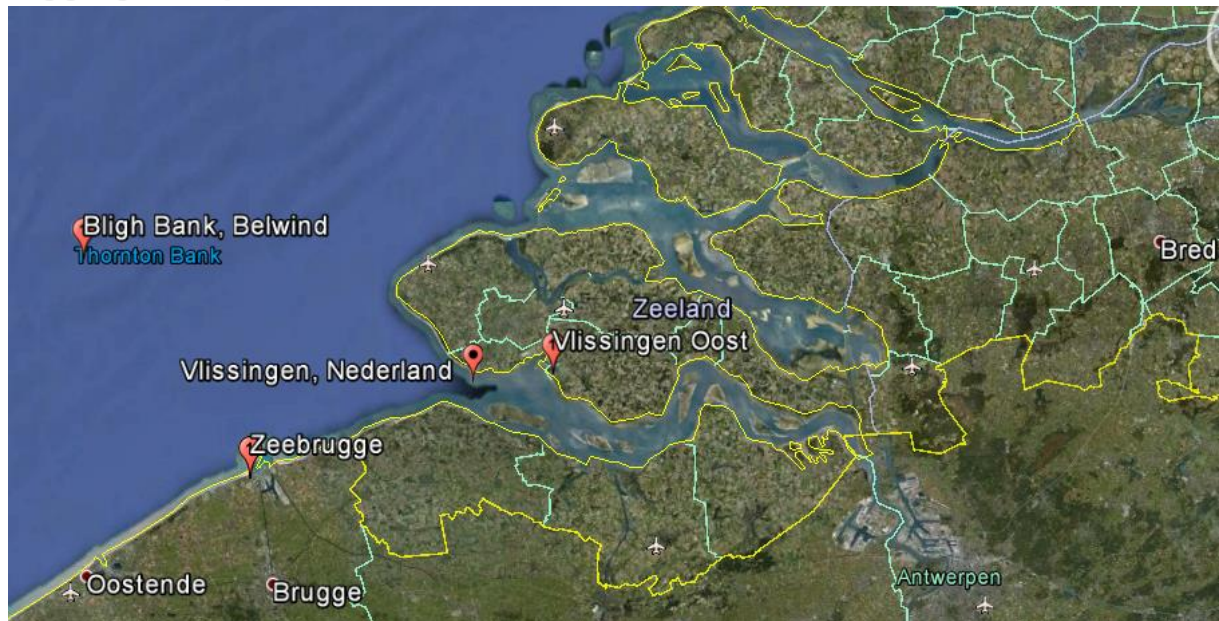 Bligh Bank, Belwind
Thornton Bank
Bred
Zeeland
Vlissingen Oost
Vlissingen, Nederland
Zeebrugge
Oostende
Brugge
Antwerpen